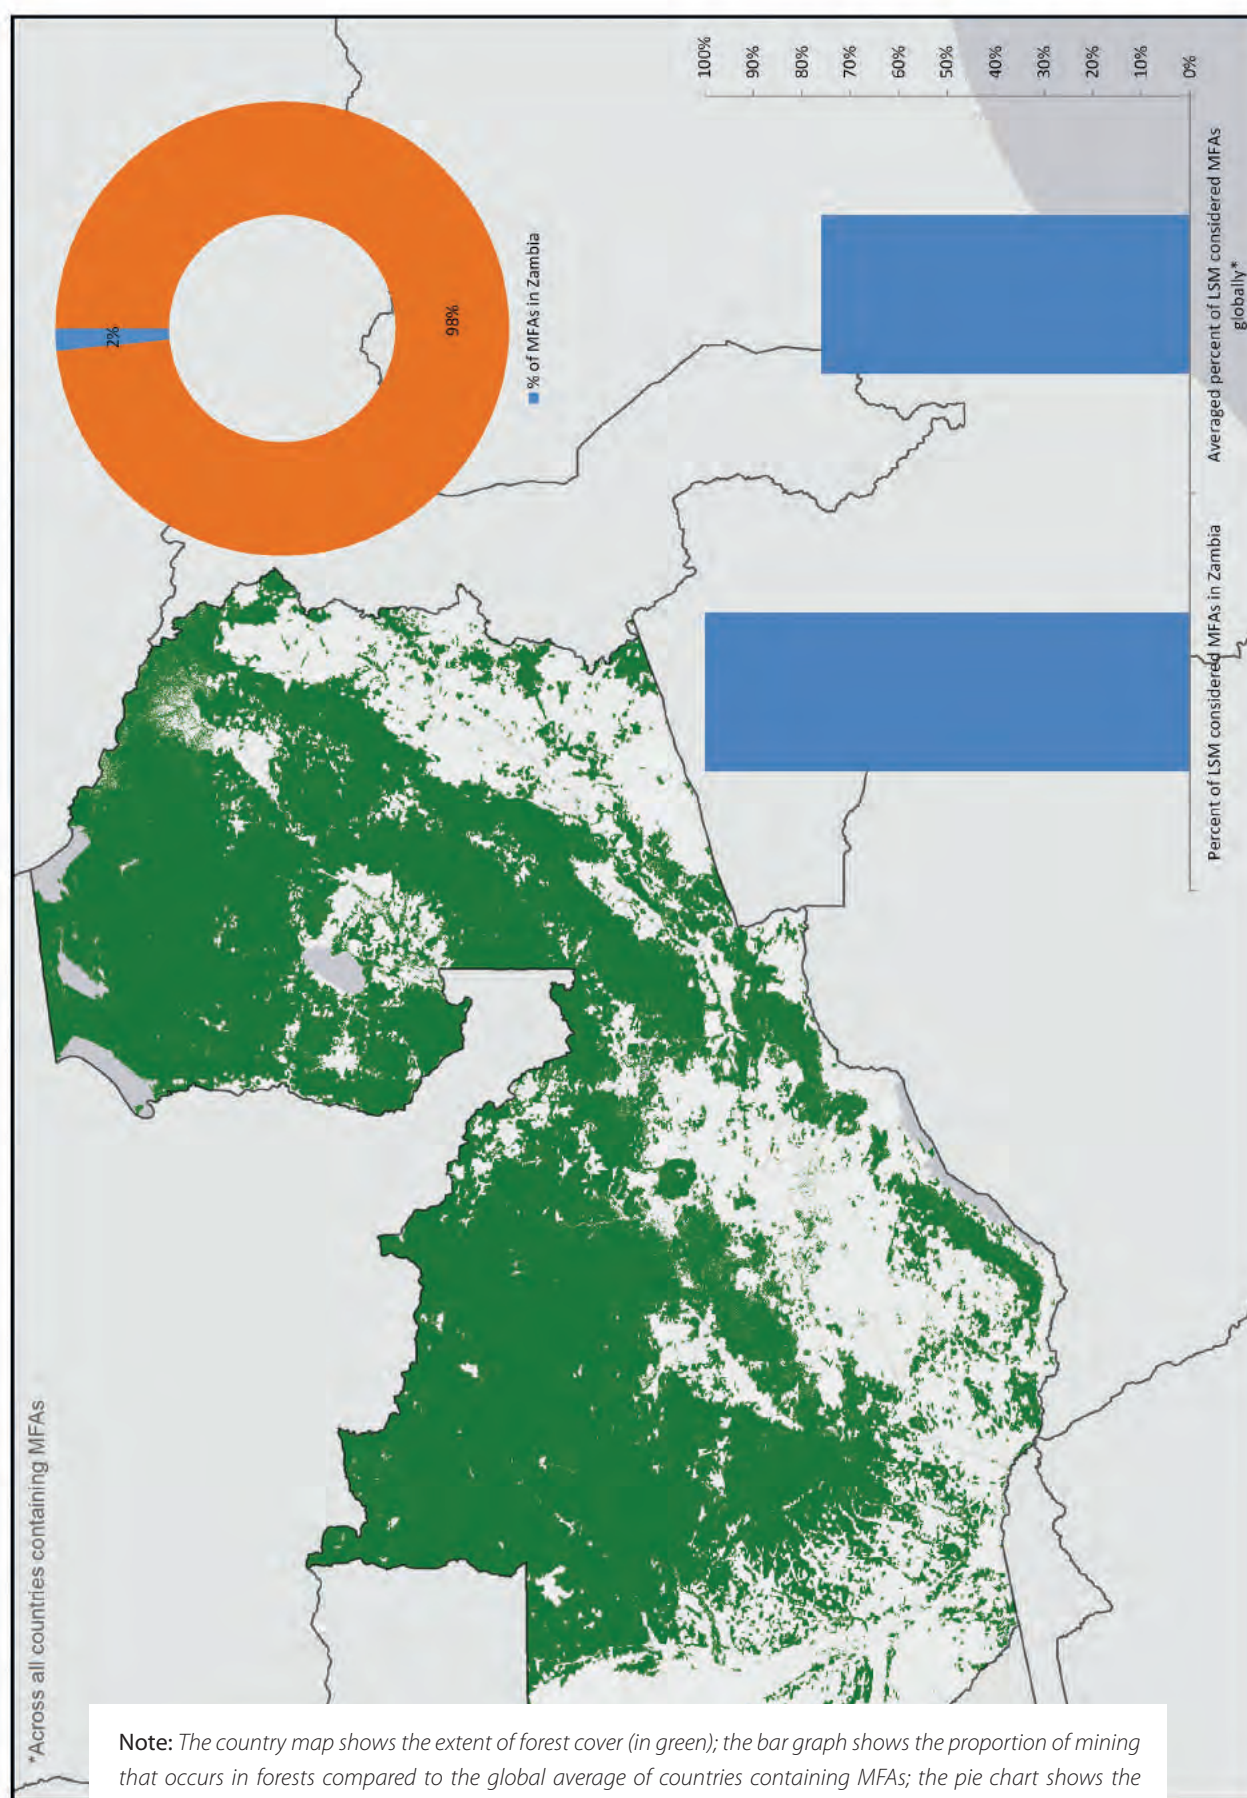 *Across all countries containing MFAs
2%
98%
% of MFAs in Zambia
100%
90%
80%
70%
60%
50%
40%
30%
20%
10%
0%
Percent of LSM considered MFAs in Zambia
Averaged percent of LSM considered MFAs
globally*
Note: The country map shows the extent of forest cover (in green); the bar graph shows the proportion of mining
that occurs in forests compared to the global average of countries containing MFAs; the pie chart shows the